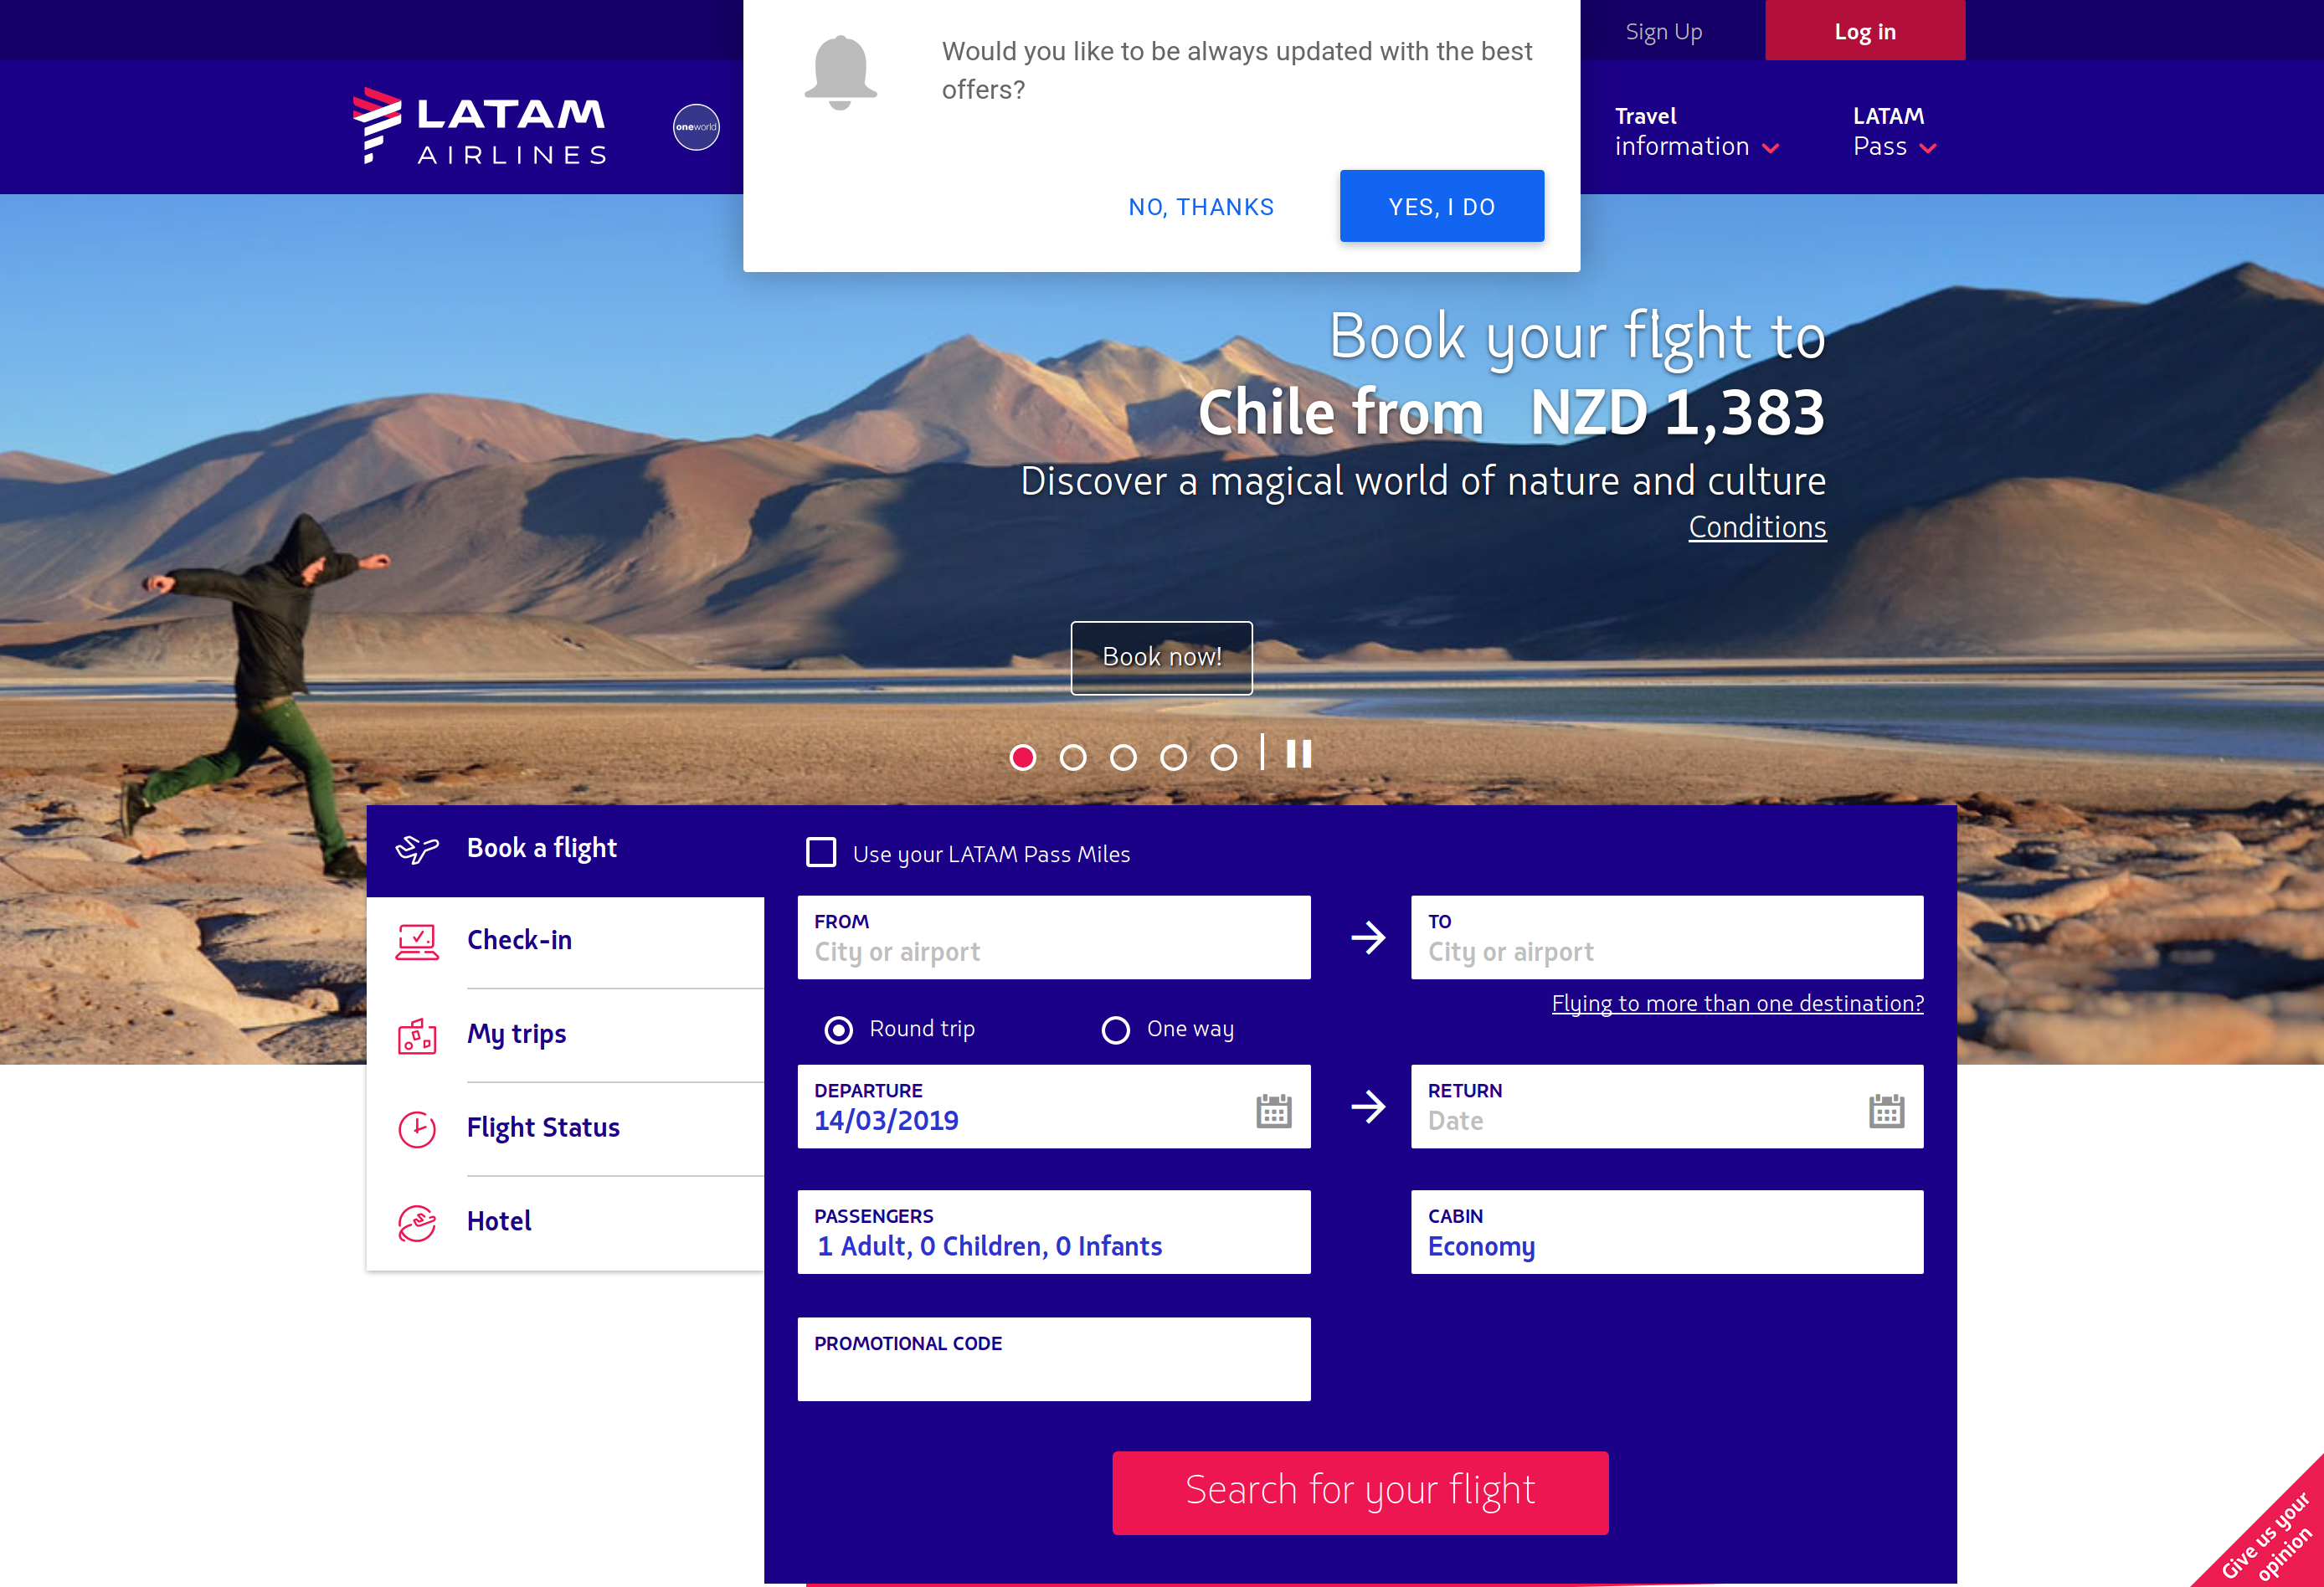 Would you like to be always updated with the best
offers?
NO, THANKS
YES, I DO
Sign Up
Log in
LATAM
AIRLINES
oneworld
Travel
information
LATAM
Pass
Book your flight to
Chile from NZD 1,383
Discover a magical world of nature and culture
Conditions
Book now!
Book a flight
Check-in
My trips
Flight Status
Hotel
Use your LATAM Pass Miles
FROM
City or airport
TO
City or airport
Flying to more than one destination?
Round trip
One way
DEPARTURE
14/03/2019
RETURN
Date
PASSENGERS
1 Adult, 0 Children, 0 Infants
CABIN
Economy
PROMOTIONAL CODE
Search for your flight
Give us your
opinion